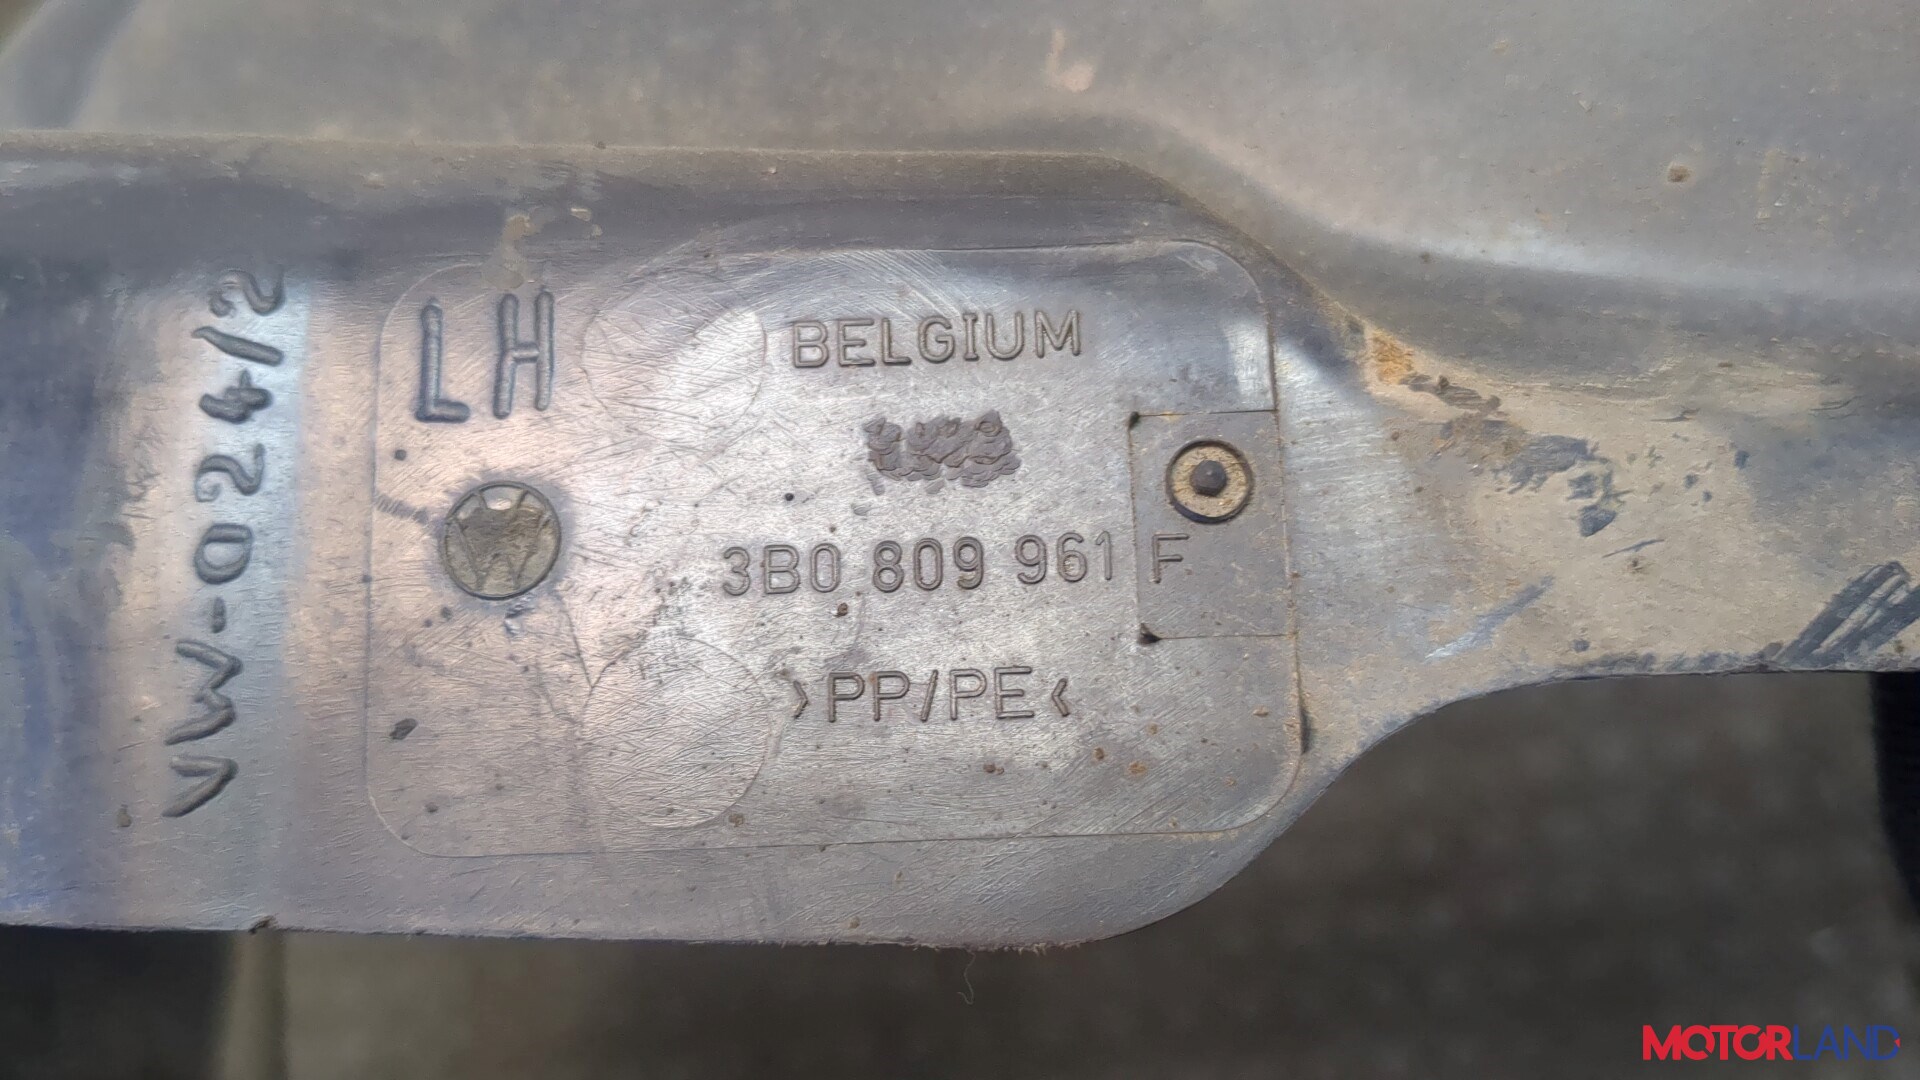 VW-024/2
LH
BELGIUM
3B0 809 961 F
>PP/PE<
MOTORLAND